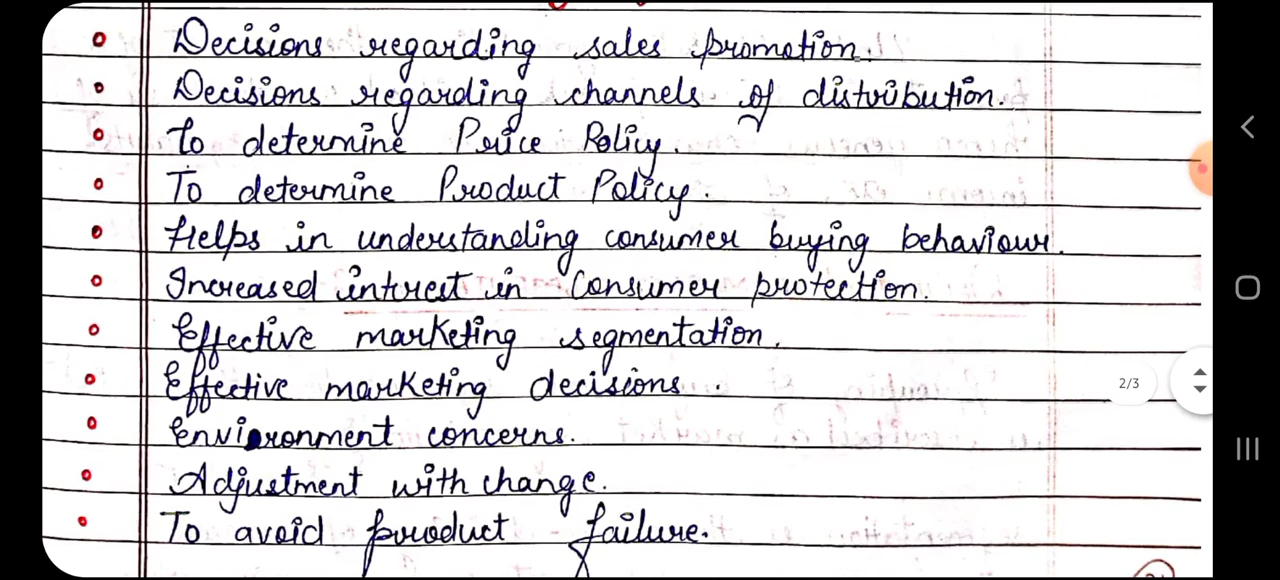 Decisions regarding sales promotion.
Decisions regarding channels of distribution.
To determine Price Policy.
To determine Product Policy.
Helps in understanding consumer buying behaviour.
Increased intrest in Consumer protection.
Effective marketing segmentation.
Effective marketing decisions.
2/3
Environment concerns.
Adjustment with change.
To avoid product failure.